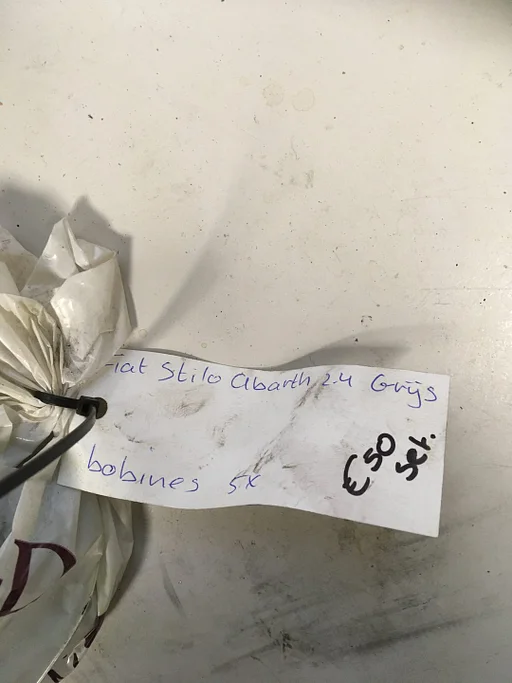 Fiat Stilo Abarth 2.4 Grijs
bobines 5x
€50
set.
D